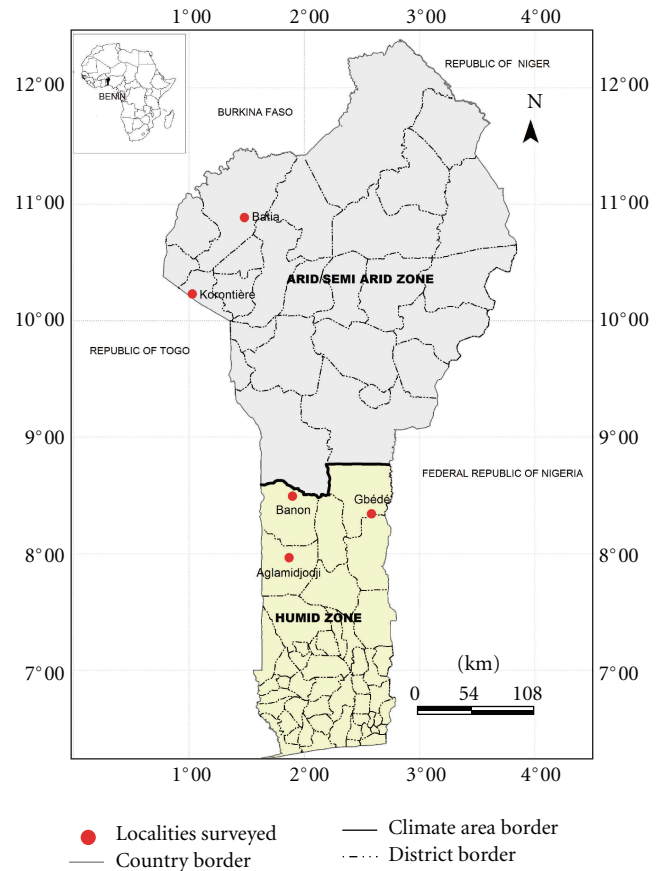 1°00 2°00 3°00 4°00
12°00 12°00
REPUBLIC OF NIGER
BENIN
BURKINA FASO
N
11°00 11°00
Batia
ARID/SEMI ARID ZONE
Korontière
10°00 10°00
REPUBLIC OF TOGO
9°00 9°00
FEDERAL REPUBLIC OF NIGERIA
Gbédé
Banon
8°00 8°00
Aglamidjodji
HUMID ZONE
7°00 7°00
(km)
0 54 108
1°00 2°00 3°00 4°00
Localities surveyed
Climate area border
Country border
District border